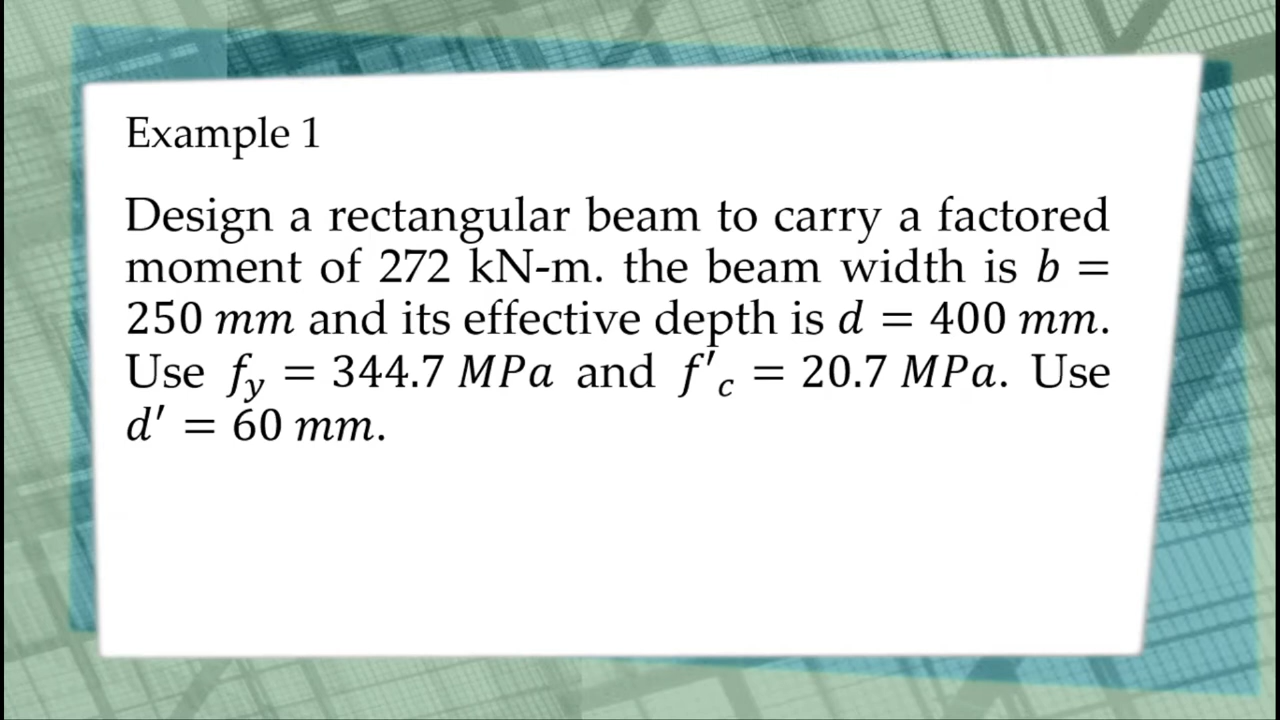 Example 1
Design a rectangular beam to carry a factored
moment of 272 kN-m. the beam width is b =
250 mm and its effective depth is d = 400 mm.
Use f_y = 344.7 MPa and f'_c = 20.7 MPa. Use
d' = 60 mm.